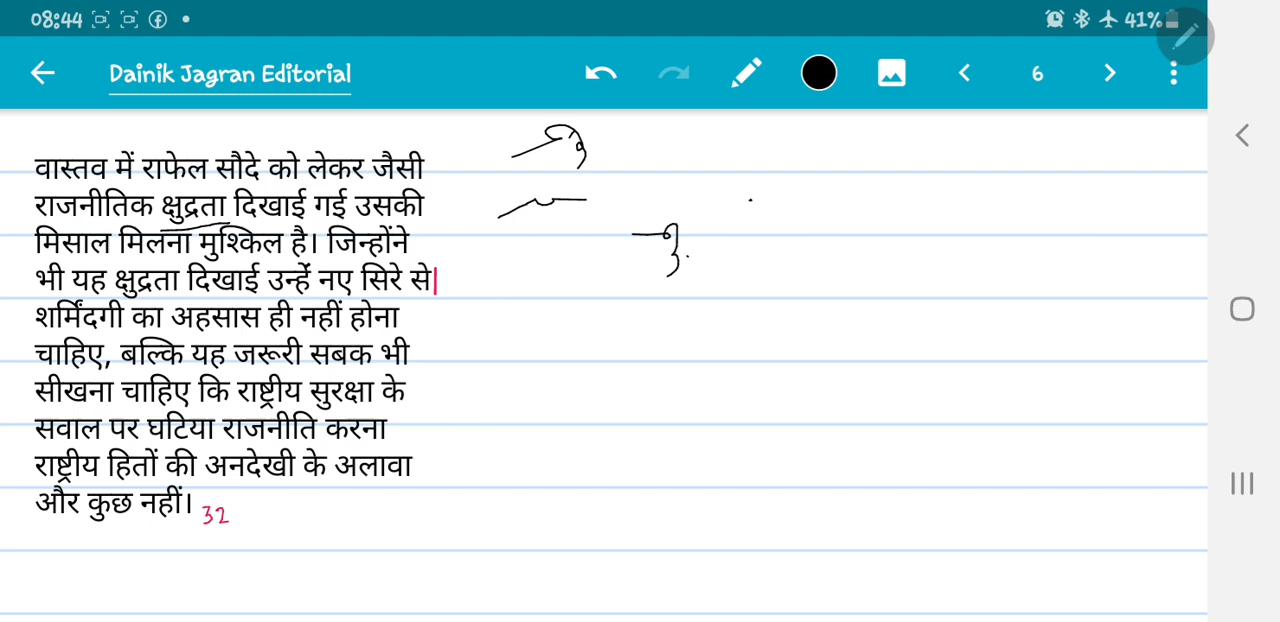 08:44
41%
Dainik Jagran Editorial
6
वास्तव में राफेल सौदे को लेकर जैसी
राजनीतिक क्षुद्रता दिखाई गई उसकी
मिसाल मिलना मुश्किल है। जिन्होंने
भी यह क्षुद्रता दिखाई उन्हें नए सिरे से|
शर्मिंदगी का अहसास ही नहीं होना
चाहिए, बल्कि यह जरूरी सबक भी
सीखना चाहिए कि राष्ट्रीय सुरक्षा के
सवाल पर घटिया राजनीति करना
राष्ट्रीय हितों की अनदेखी के अलावा
और कुछ नहीं।
32